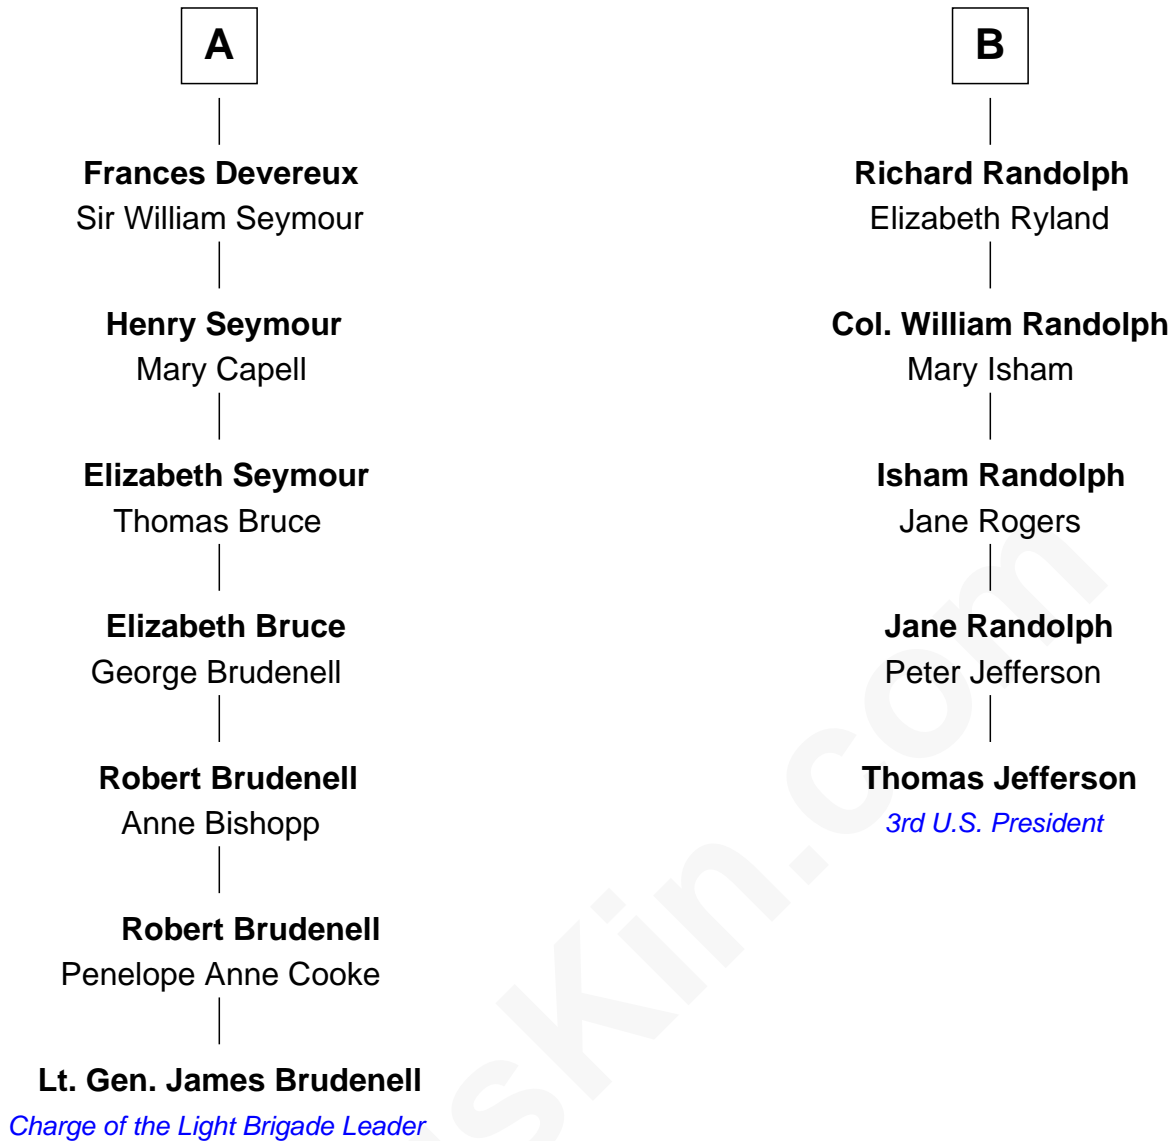 A
Frances Devereux
Sir William Seymour
Henry Seymour
Mary Capell
Elizabeth Seymour
Thomas Bruce
Elizabeth Bruce
George Brudenell
Robert Brudenell
Anne Bishopp
Robert Brudenell
Penelope Anne Cooke
Lt. Gen. James Brudenell
Charge of the Light Brigade Leader
B
Richard Randolph
Elizabeth Ryland
Col. William Randolph
Mary Isham
Isham Randolph
Jane Rogers
Jane Randolph
Peter Jefferson
Thomas Jefferson
3rd U.S. President
sKin.com